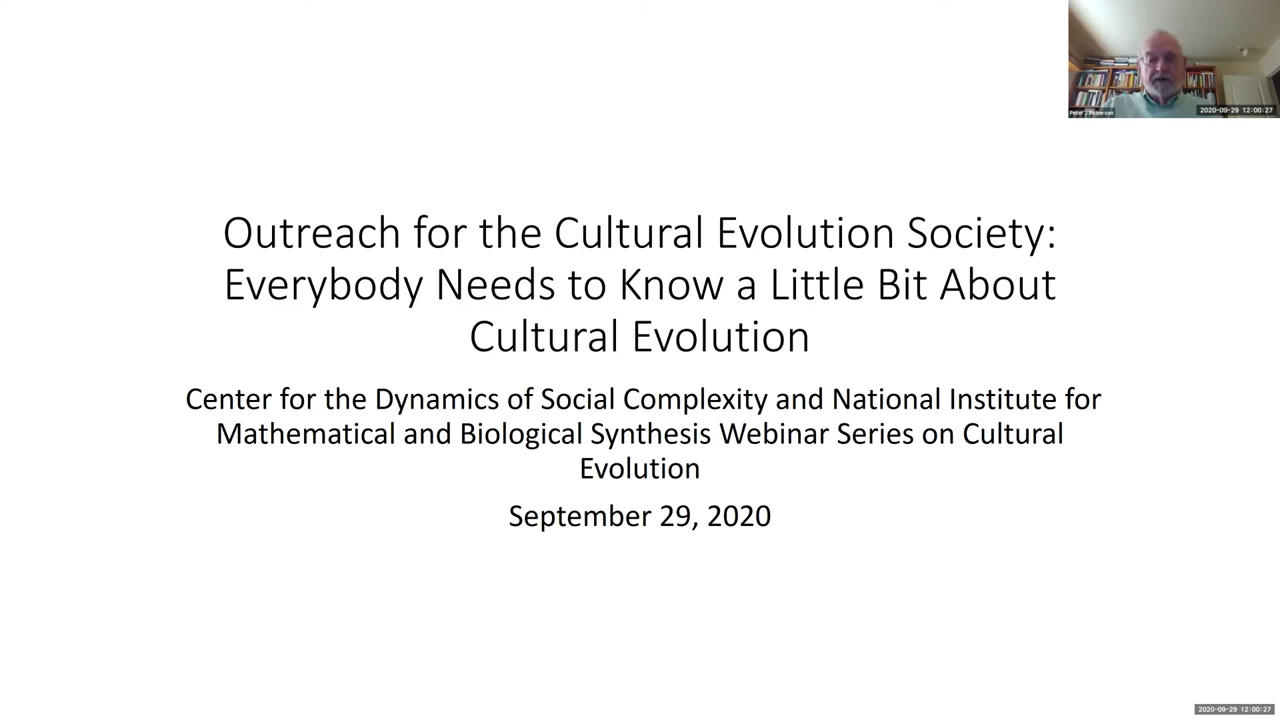 2020-09-29 12:00:27
Peter J Richerson
Outreach for the Cultural Evolution Society:
Everybody Needs to Know a Little Bit About
Cultural Evolution
Center for the Dynamics of Social Complexity and National Institute for
Mathematical and Biological Synthesis Webinar Series on Cultural
Evolution
September 29, 2020
2020-09-29 12:00:27